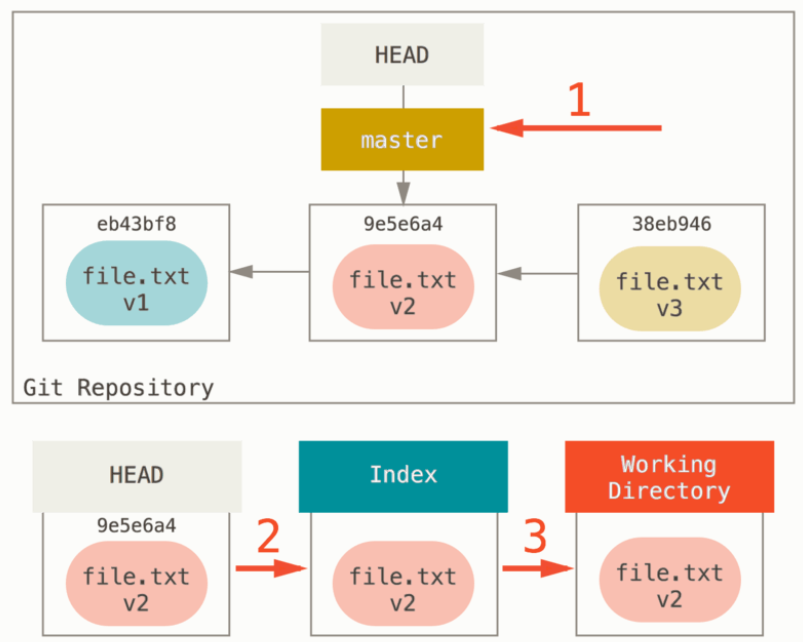 HEAD
1
master
eb43bf8
9e5e6a4
38eb946
file.txt
v1
file.txt
v2
file.txt
v3
Git Repository
HEAD
Index
Working
Directory
9e5e6a4
2
3
file.txt
v2
file.txt
v2
file.txt
v2